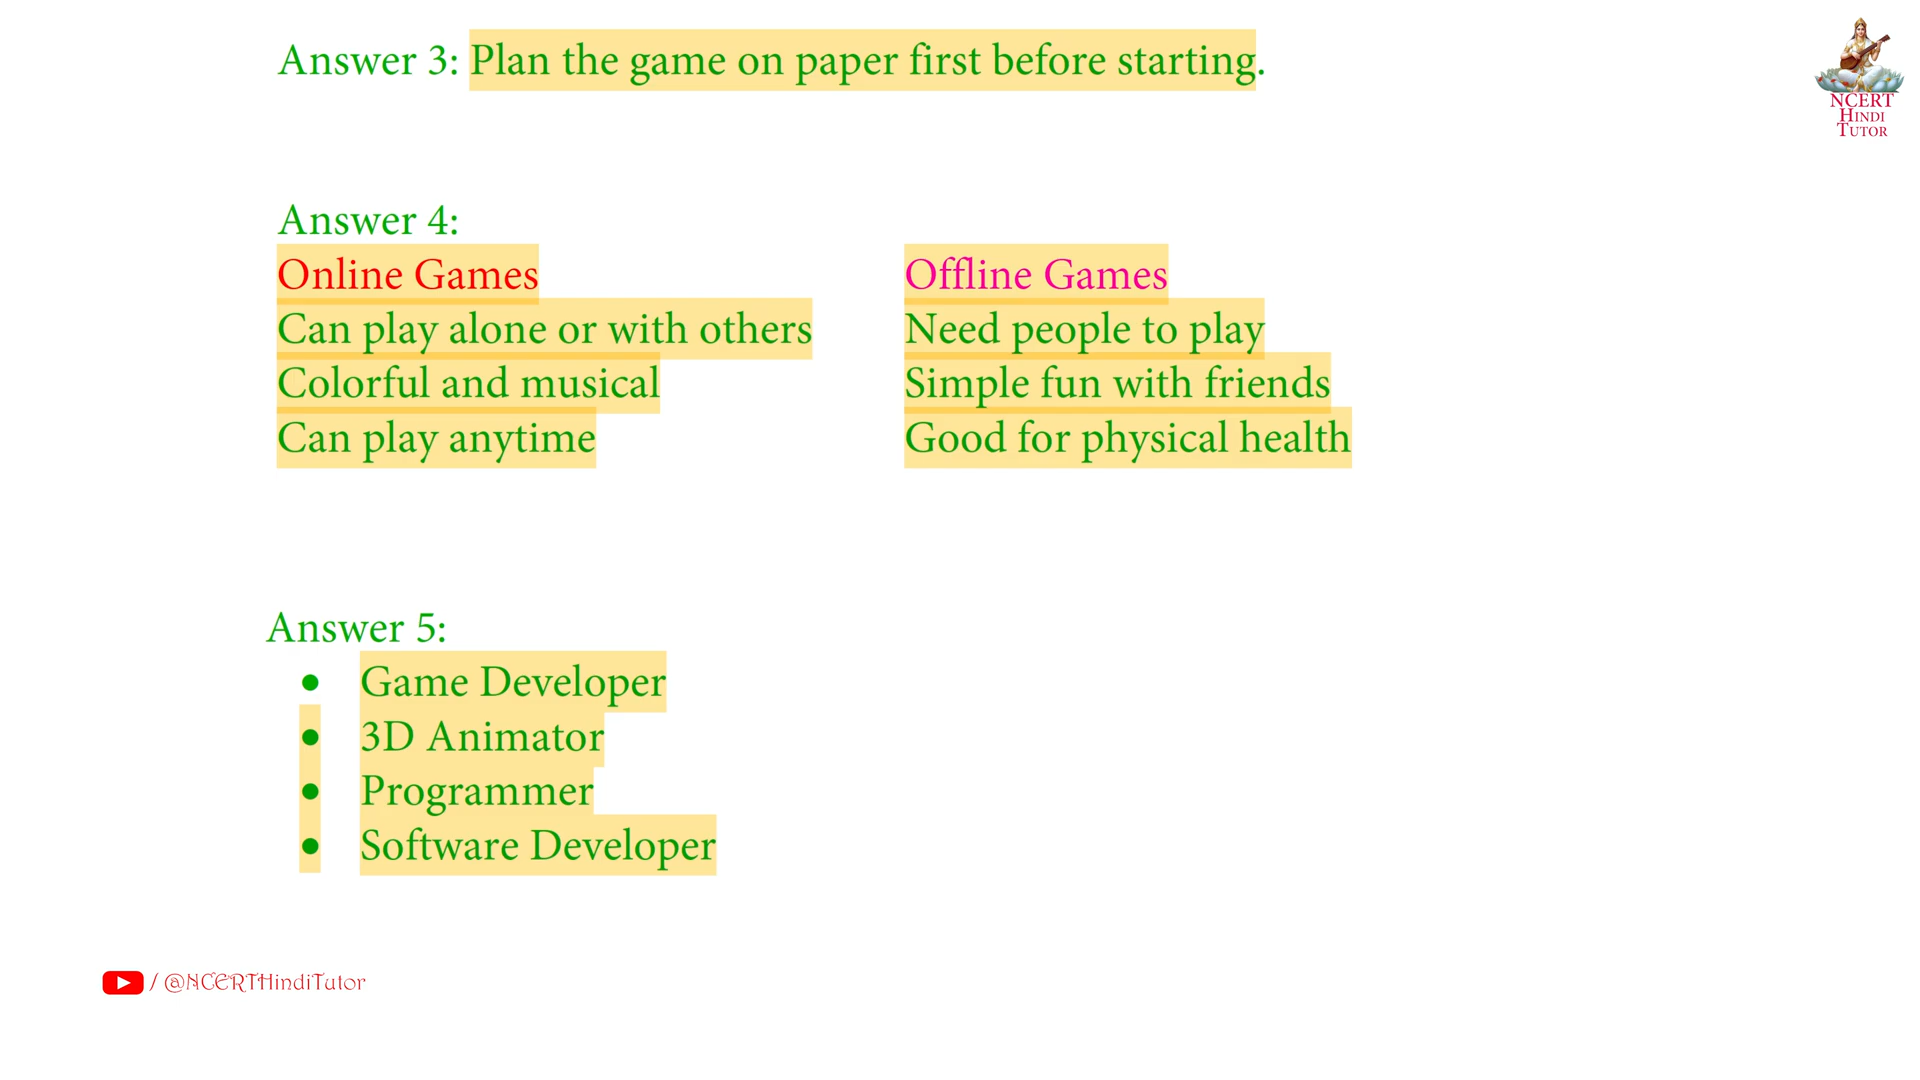 Answer 3: Plan the game on paper first before starting.
NCERT
HINDI
TUTOR
Answer 4:
Online Games Offline Games
Can play alone or with others Need people to play
Colorful and musical Simple fun with friends
Can play anytime Good for physical health
Answer 5:
• Game Developer
• 3D Animator
• Programmer
• Software Developer
/ @NCERTHindiTutor